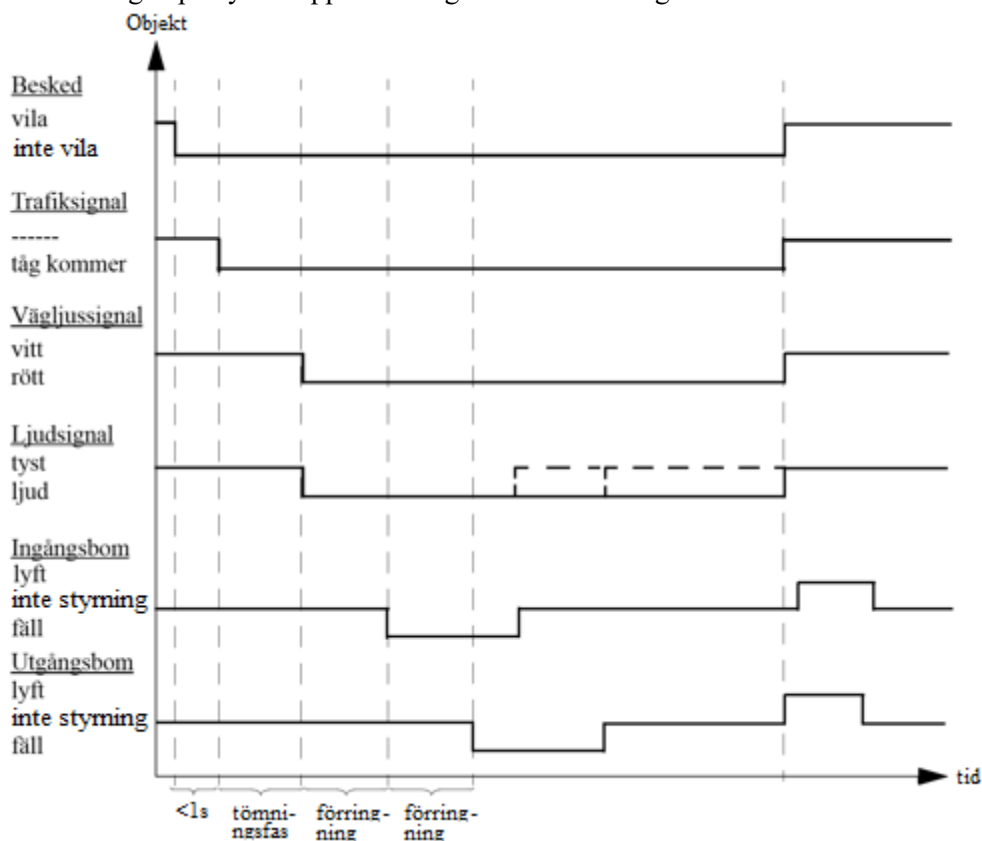 Objekt
Besked
vila
inte vila
Trafiksignal
------
tåg kommer
Vägljussignal
vitt
rött
Ljudsignal
tyst
ljud
Ingångsbom
lyft
inte styrning
fäll
Utgångsbom
lyft
inte styrning
fäll
tid
<1s
tömni-
ngsfas
förring-
ning
förring-
ning